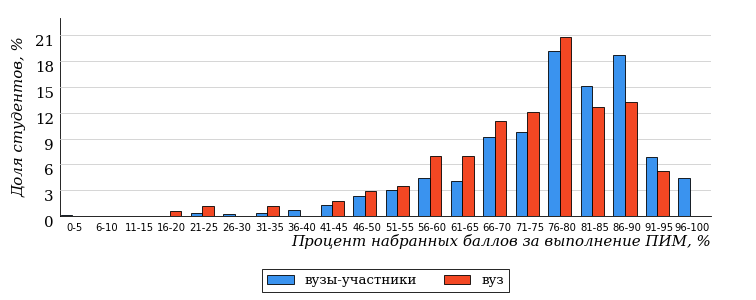 Доля студентов, %
21
18
15
12
9
6
3
0
0-5 6-10 11-15 16-20 21-25 26-30 31-35 36-40 41-45 46-50 51-55 56-60 61-65 66-70 71-75 76-80 81-85 86-90 91-95 96-100
Процент набранных баллов за выполнение ПИМ, %
вузы-участники вуз